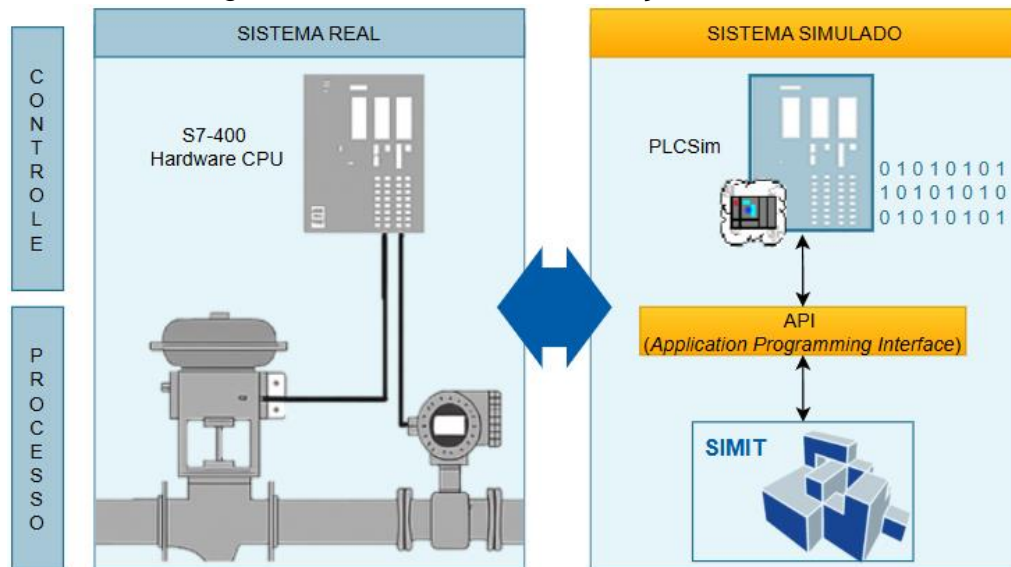 SISTEMA REAL
SISTEMA SIMULADO
CONTROLE
S7-400
Hardware CPU
PLCSim
0 1 0 1 0 1 0 1
1 0 1 0 1 0 1 0
0 1 0 1 0 1 0 1
PROCESSO
API
(Application Programming Interface)
SIMIT